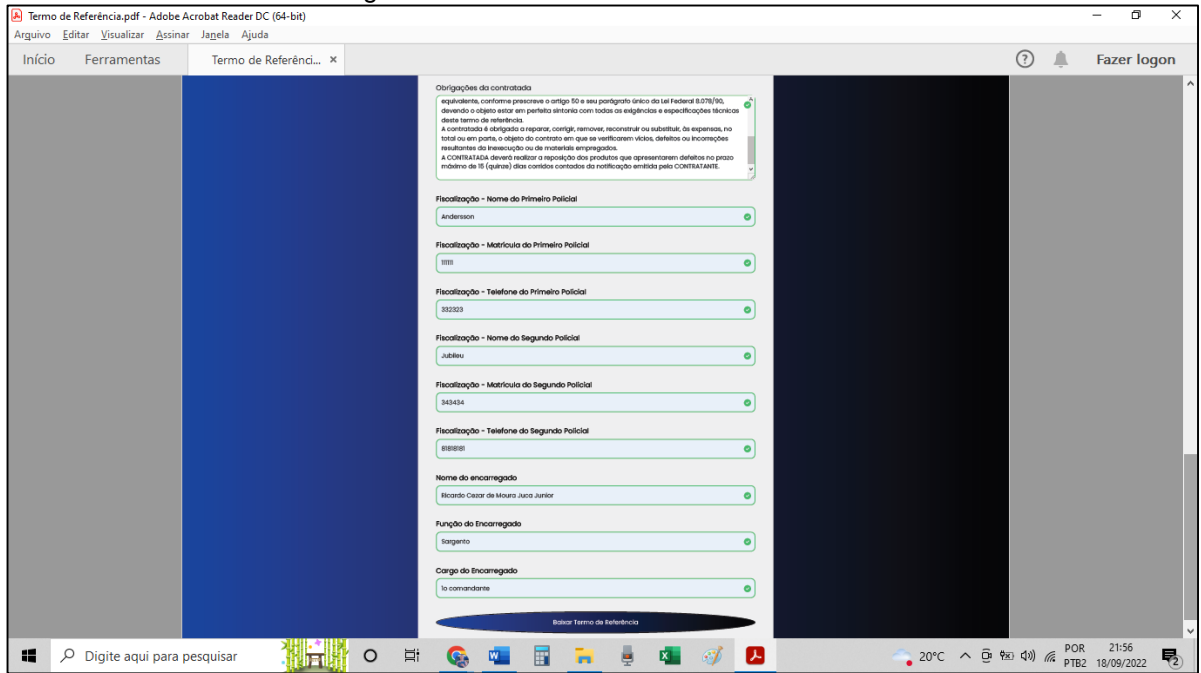 Termo de Referência.pdf - Adobe Acrobat Reader DC (64-bit)
Arquivo Editar Visualizar Assinar Janela Ajuda
Início Ferramentas Termo de Referênci... × Fazer logon
Obrigações da contratada
equivalente, conforme prescreve o artigo 50 e seu parágrafo único da Lei Federal 8.078/90,
devendo o objeto estar em perfeita sintonia com todas as exigências e especificações técnicas
deste termo de referência.
A contratada é obrigada a reparar, corrigir, remover, reconstruir ou substituir, às expensas, no
total ou em parte, o objeto do contrato em que se verificarem vícios, defeitos ou incorreções
resultantes da inexecução ou de materiais empregados.
A CONTRATADA deverá realizar a reposição dos produtos que apresentarem defeitos no prazo
máximo de 15 (quinze) dias corridos contados da notificação emitida pela CONTRATANTE.
Fiscalização - Nome do Primeiro Policial
Andersson
Fiscalização - Matricula do Primeiro Policial
Fiscalização - Telefone do Primeiro Policial
332323
Fiscalização - Nome do Segundo Policial
Jubileu
Fiscalização - Matricula do Segundo Policial
343434
Fiscalização - Telefone do Segundo Policial
81818181
Nome do encarregado
Ricardo Cezar de Moura Juca Junior
Função do Encarregado
Sargento
Cargo do Encarregado
1o comandante
Baixar Termo de Referência
Digite aqui para pesquisar
20°C
POR 21:56
PTB2 18/09/2022
2